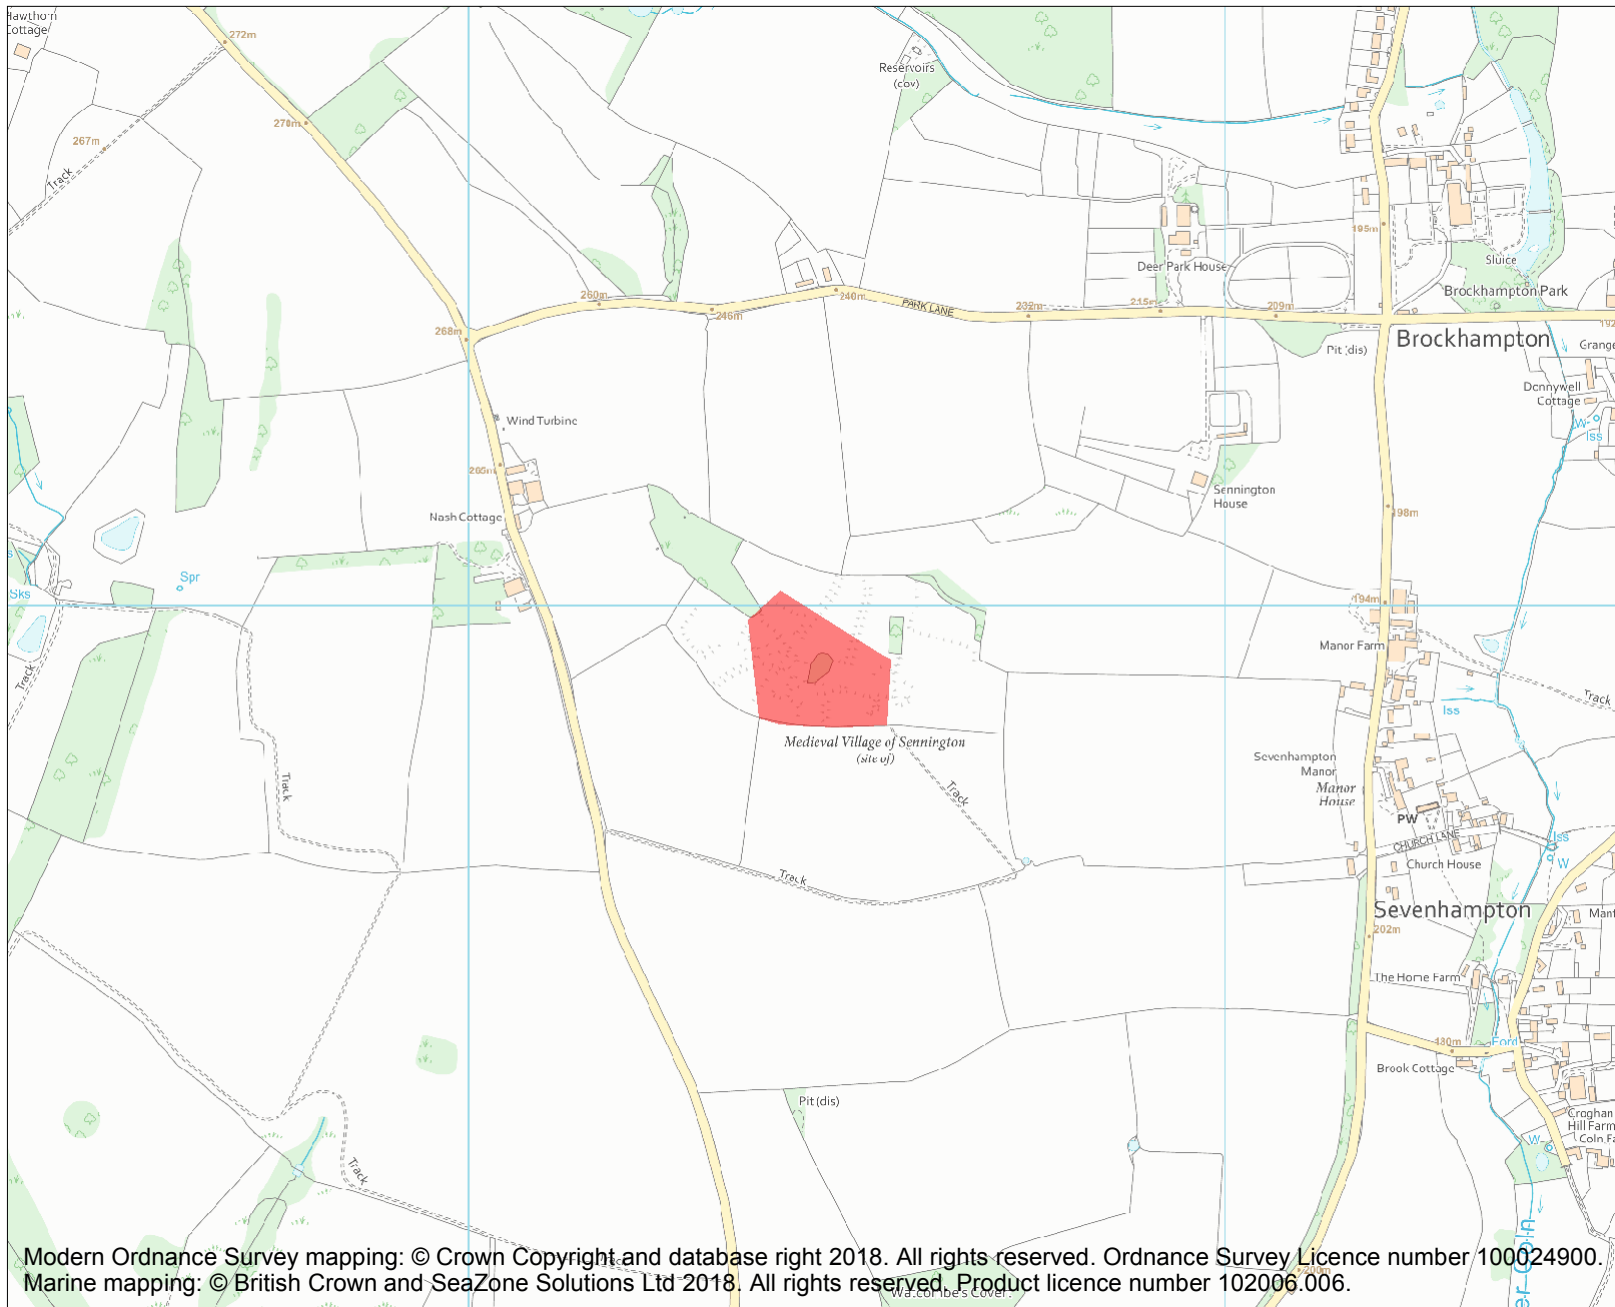 Hawthorn
Cottage
272m
270m
267m
Track
Reservoirs
(cov)
195m
Deer Park House
Sluice
Brockhampton Park
260m
240m
246m
PARK LANE
232m
215m
209m
268m
Pit (dis)
Brockhampton
Grange
Donnywell
Cottage
W
Iss
Wind Turbine
Sennington
House
198m
Nash Cottage
Spr
Sks
194m
Manor Farm
Track
Track
Iss
Medieval Village of Sennington
(site of)
Sevenhampton
Manor
Manor
House
Track
Track
PW
CHURCH LANE
Iss
W
Church House
Track
Sevenhampton
202m
The Home Farm
180m
Ford
Brook Cottage
Pit (dis)
Croghan
Hill Farm
W
Track
200m
Modern Ordnance Survey mapping: © Crown Copyright and database right 2018. All rights reserved. Ordnance Survey Licence number 100024900.
Marine mapping: © British Crown and SeaZone Solutions Ltd 2018. All rights reserved. Product licence number 102006.006.